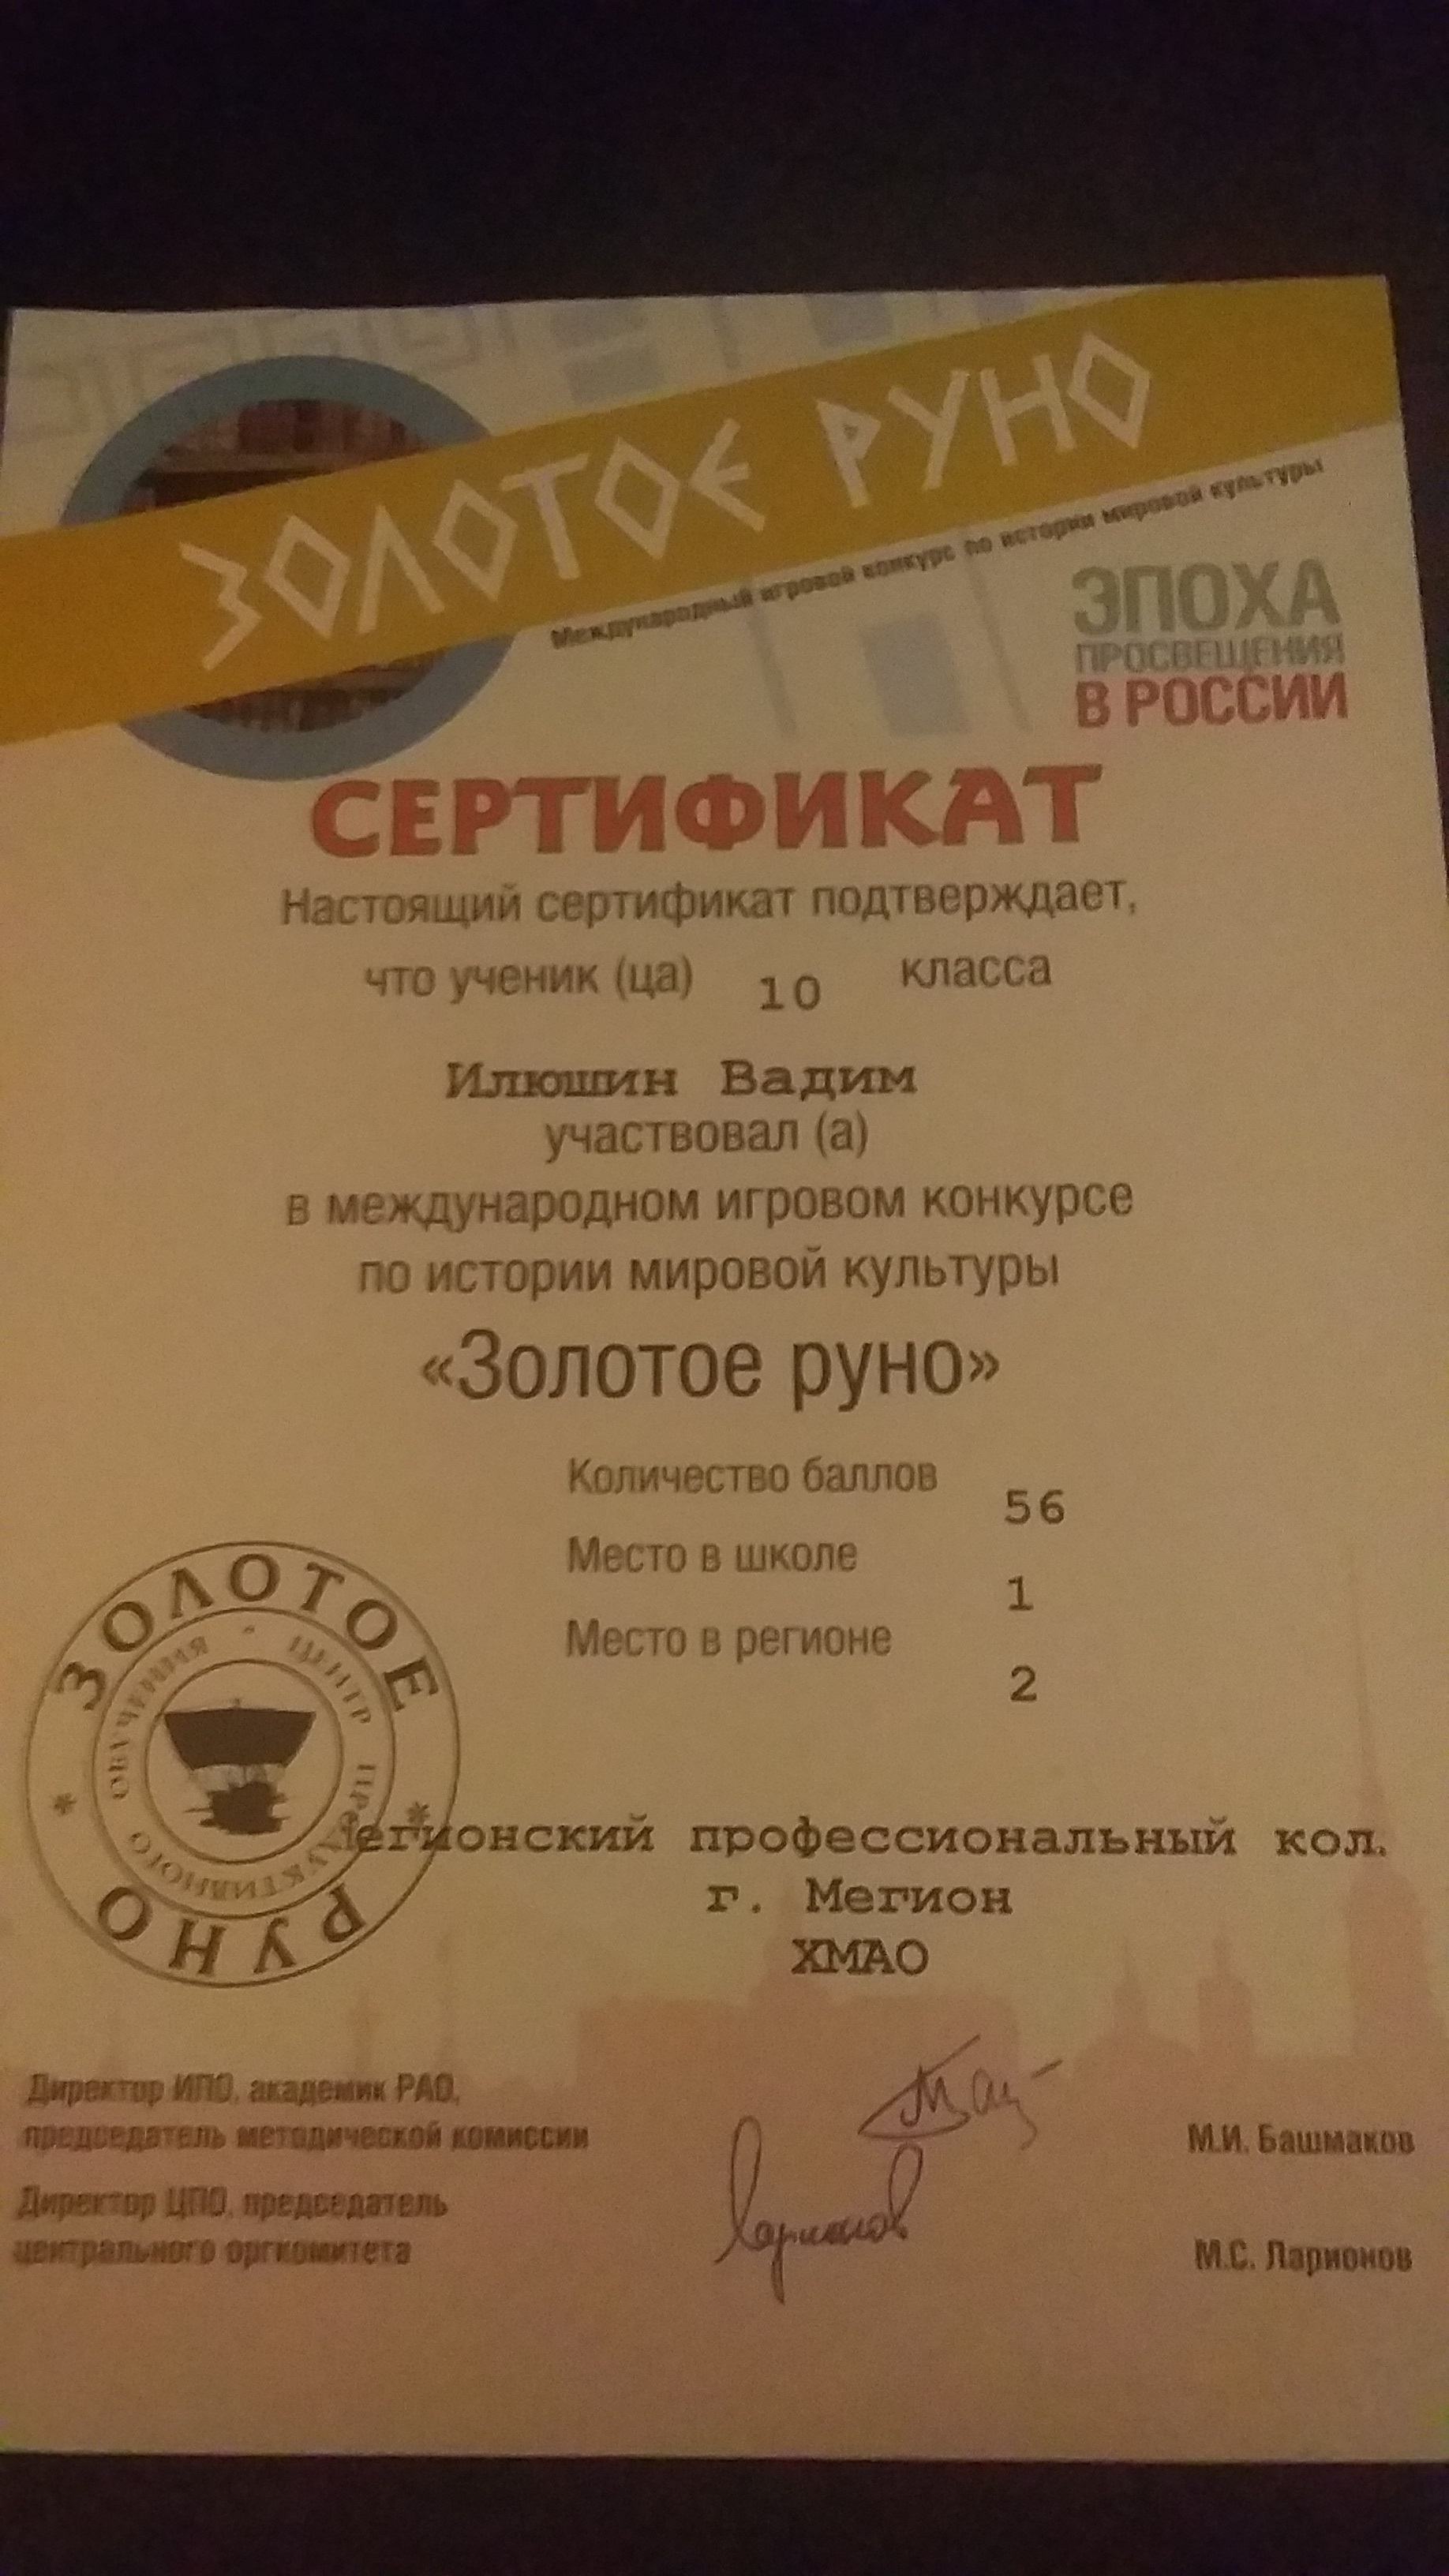 ЗОЛОТОЕ РУНО
Международный игровой конкурс по истории мировой культуры
ЭПОХА
ПРОСВЕЩЕНИЯ
В РОССИИ
СЕРТИФИКАТ
Настоящий сертификат подтверждает,
что ученик (ца) 10 класса
Илюшин Вадим
участвовал (а)
в международном игровом конкурсе
по истории мировой культуры
«Золотое руно»
Количество баллов 56
Место в школе 1
Место в регионе 2
ЗОЛОТОЕ РУНО
ЦЕНТР ПРОДУКТИВНОГО ОБУЧЕНИЯ
Мегионский профессиональный кол.
г. Мегион
ХМАО
Директор ИПО, академик РАО,
председатель методической комиссии
М.И. Башмаков
Директор ЦПО, председатель
центрального оргкомитета
Ларионов
М.С. Ларионов